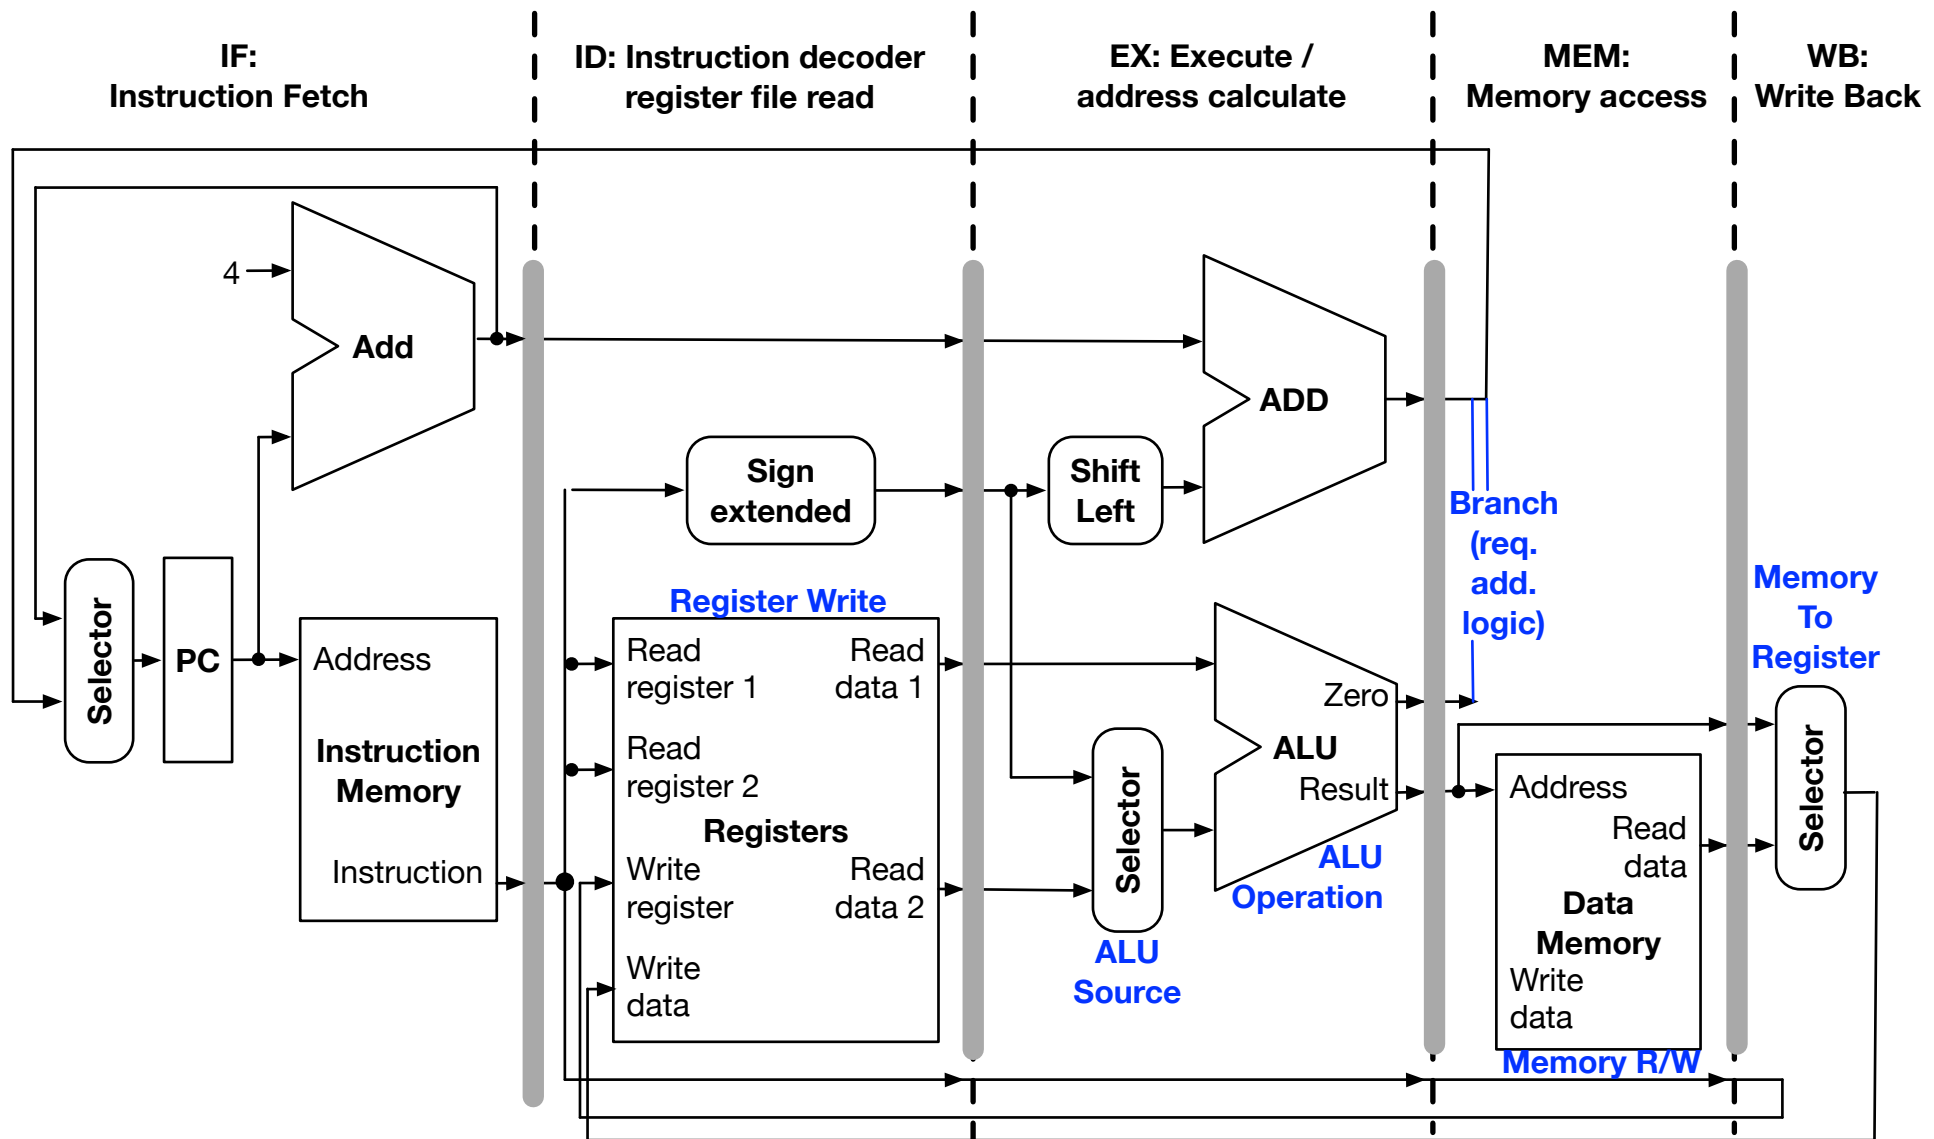 IF:
Instruction Fetch
ID: Instruction decoder
register file read
EX: Execute /
address calculate
MEM:
Memory access
WB:
Write Back
4
Add
ADD
Sign
extended
Shift
Left
Branch
(req.
add.
logic)
Selector
PC
Address
Instruction
Memory
Instruction
Register Write
Read
register 1
Read
data 1
Read
register 2
Registers
Write
register
Read
data 2
Write
data
Selector
ALU
Source
Zero
ALU
Result
ALU
Operation
Address
Read
data
Data
Memory
Write
data
Memory R/W
Memory
To
Register
Selector